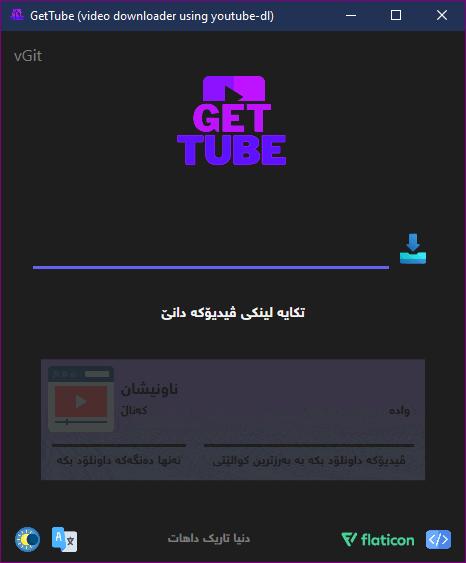 GetTube (video downloader using youtube-dl)
vGit
GET
TUBE
تکایە لینکی ڤیدیۆکە دانێ
ناونیشان
کەناڵ
وادە
ڤیدیۆکە داونلۆد بکە بە بەرزترین کوالێتی
تەنها دەنگەکە داونلۆد بکە
دنیا تاریک داهات
flaticon